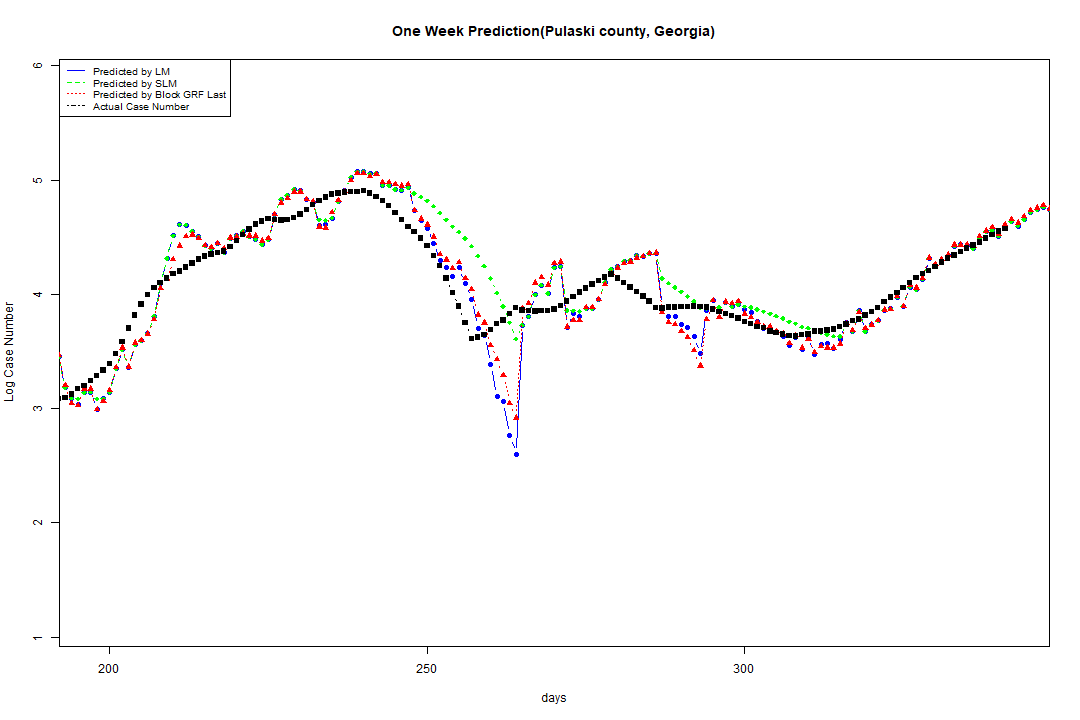 One Week Prediction(Pulaski county, Georgia)
Predicted by LM
Predicted by SLM
Predicted by Block GRF Last
Actual Case Number
6
5
4
3
2
1
Log Case Number
200 250 300
days